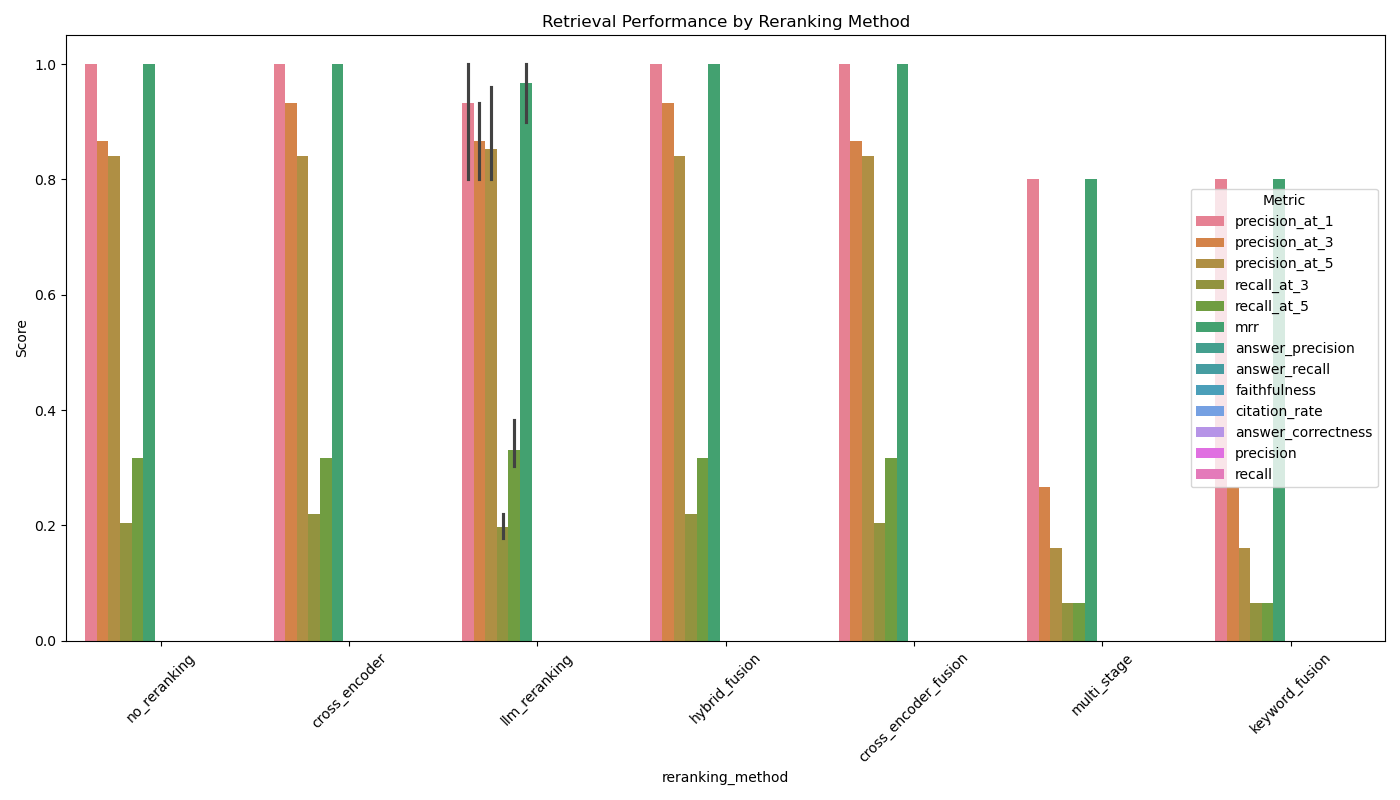 Retrieval Performance by Reranking Method
1.0
0.8
0.6
0.4
0.2
0.0
Score
Metric
precision_at_1
precision_at_3
precision_at_5
recall_at_3
recall_at_5
mrr
answer_precision
answer_recall
faithfulness
citation_rate
answer_correctness
precision
recall
no_reranking
cross_encoder
llm_reranking
hybrid_fusion
cross_encoder_fusion
multi_stage
keyword_fusion
reranking_method